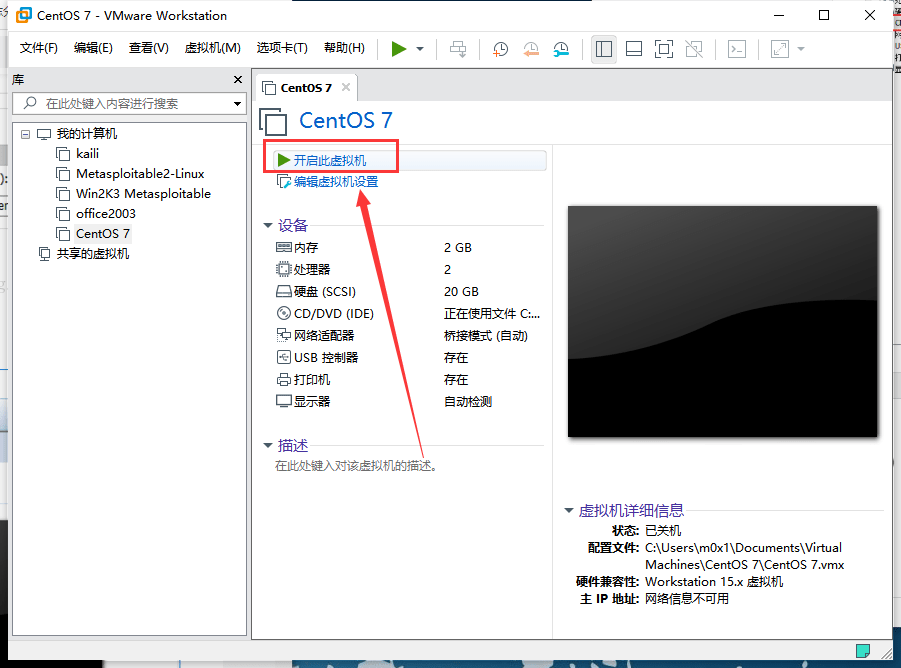 CentOS 7 - VMware Workstation
文件(F) 编辑(E) 查看(V) 虚拟机(M) 选项卡(T) 帮助(H)
库
在此处键入内容进行搜索
我的计算机
kaili
Metasploitable2-Linux
Win2K3 Metasploitable
office2003
CentOS 7
共享的虚拟机
CentOS 7
CentOS 7
开启此虚拟机
编辑虚拟机设置
设备
内存 2 GB
处理器 2
硬盘 (SCSI) 20 GB
CD/DVD (IDE) 正在使用文件 C:...
网络适配器 桥接模式 (自动)
USB 控制器 存在
打印机 存在
显示器 自动检测
描述
在此处键入对该虚拟机的描述。
虚拟机详细信息
状态: 已关机
配置文件: C:\Users\m0x1\Documents\Virtual
Machines\CentOS 7\CentOS 7.vmx
硬件兼容性: Workstation 15.x 虚拟机
主 IP 地址: 网络信息不可用